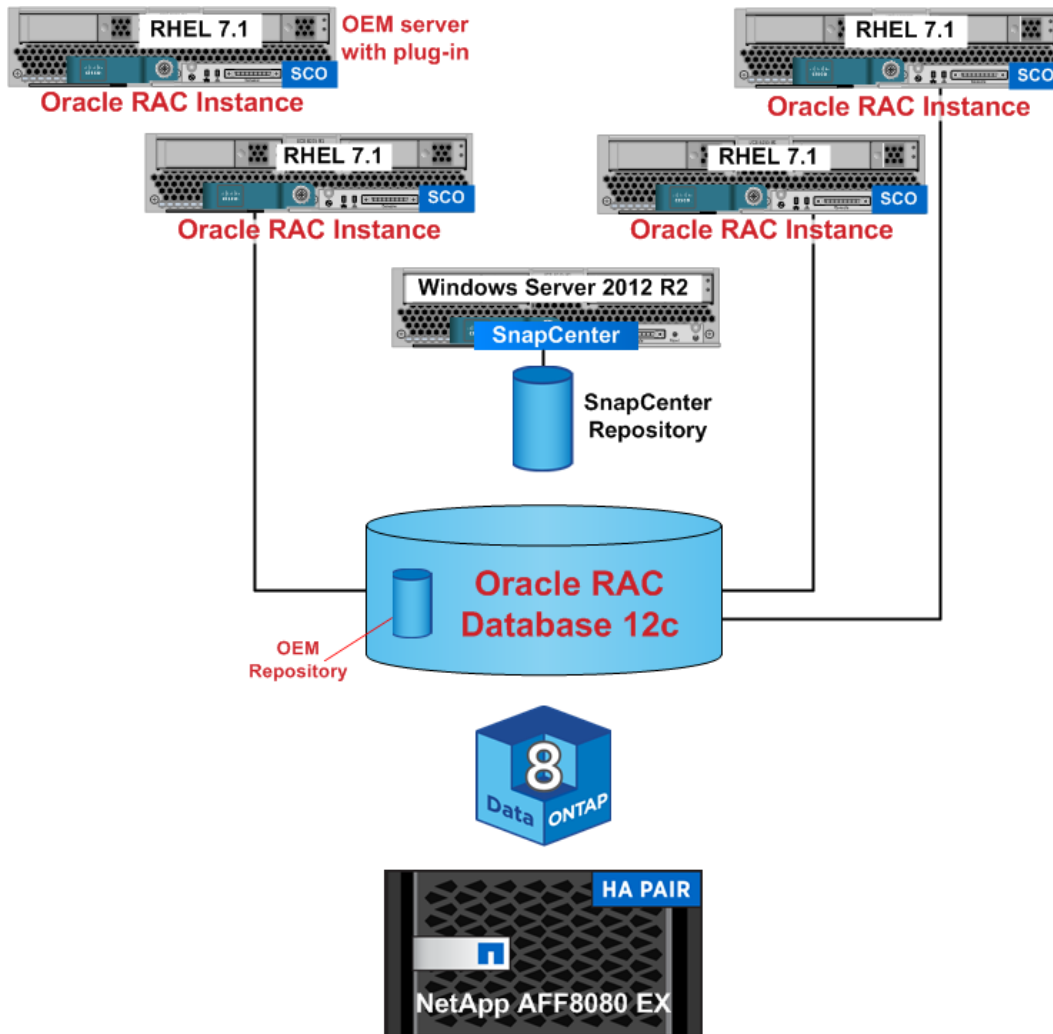 RHEL 7.1
OEM server
with plug-in
SCO
Oracle RAC Instance
RHEL 7.1
SCO
Oracle RAC Instance
RHEL 7.1
SCO
Oracle RAC Instance
RHEL 7.1
SCO
Oracle RAC Instance
Windows Server 2012 R2
SnapCenter
SnapCenter
Repository
Oracle RAC
Database 12c
OEM
Repository
8
Data ONTAP
HA PAIR
NetApp AFF8080 EX